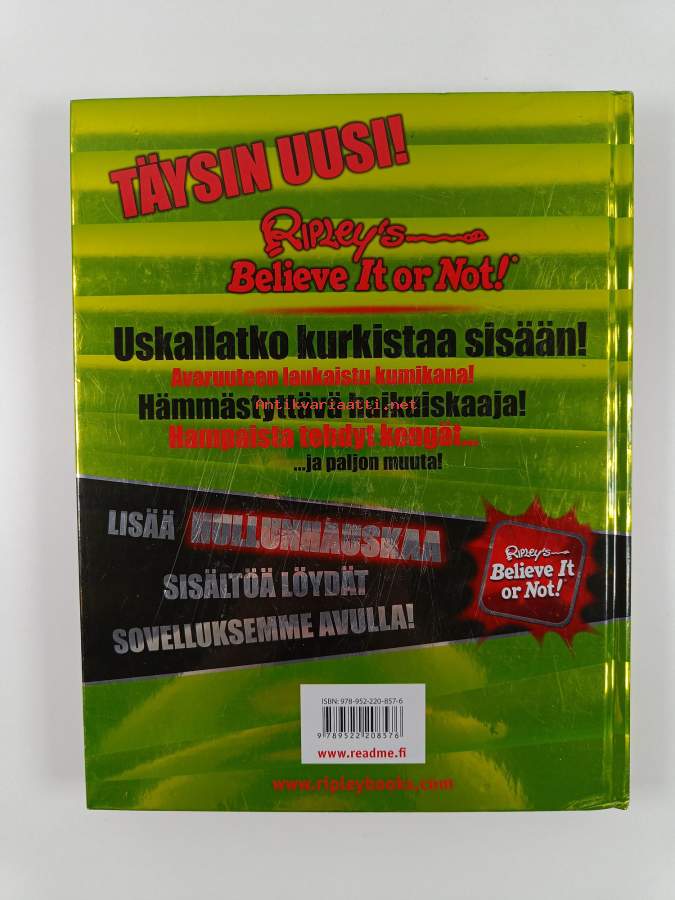 TÄYSIN UUSI!
RIPLEY'S
Believe It or Not!®
Uskallatko kurkistaa sisään!
Avaruuteen laukaistu kumikana!
Hämmästyttävä haikuiskaaja!
Antikvariaatti.net
Hampaista tehdyt kengät...
...ja paljon muuta!
LISÄÄ HULLUNHAUSKAA
SISÄLTÖÄ LÖYDÄT
SOVELLUKSEMME AVULLA!
RIPLEY'S
Believe It
or Not!®
ISBN: 978-952-220-857-6
9 789522 208576
www.readme.fi
www.ripleybooks.com